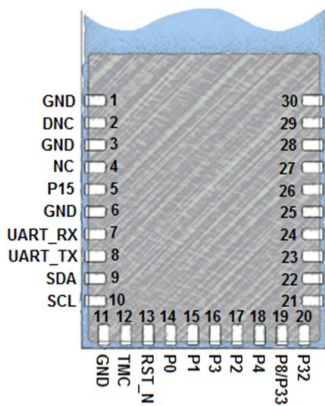 GND 1 30
DNC 2 29
GND 3 28
NC 4 27
P15 5 26
GND 6 25
UART_RX 7 24
UART_TX 8 23
SDA 9 22
SCL 10 21
11 12 13 14 15 16 17 18 19 20
GND
TMC
RST_N
P0
P1
P3
P2
P4
P8/P33
P32